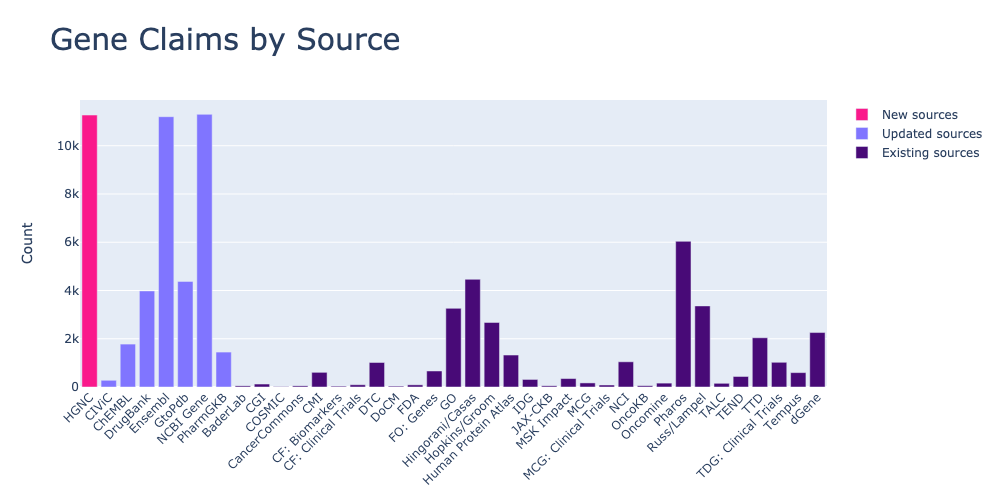 Gene Claims by Source
New sources
Updated sources
Existing sources
Count
10k
8k
6k
4k
2k
0
HGNC
CIViC
ChEMBL
DrugBank
Ensembl
GtoPdb
NCBI Gene
PharmGKB
BaderLab
CGI
COSMIC
CancerCommons
CMI
CF: Biomarkers
CF: Clinical Trials
DTC
DoCM
FDA
FO: Genes
GO
Hingorani/Casas
Hopkins/Groom
Human Protein Atlas
IDG
JAX-CKB
MSK Impact
MCG
MCG: Clinical Trials
NCI
OncoKB
Oncomine
Pharos
Russ/Lampel
TALC
TEND
TTD
TDG: Clinical Trials
Tempus
dGene